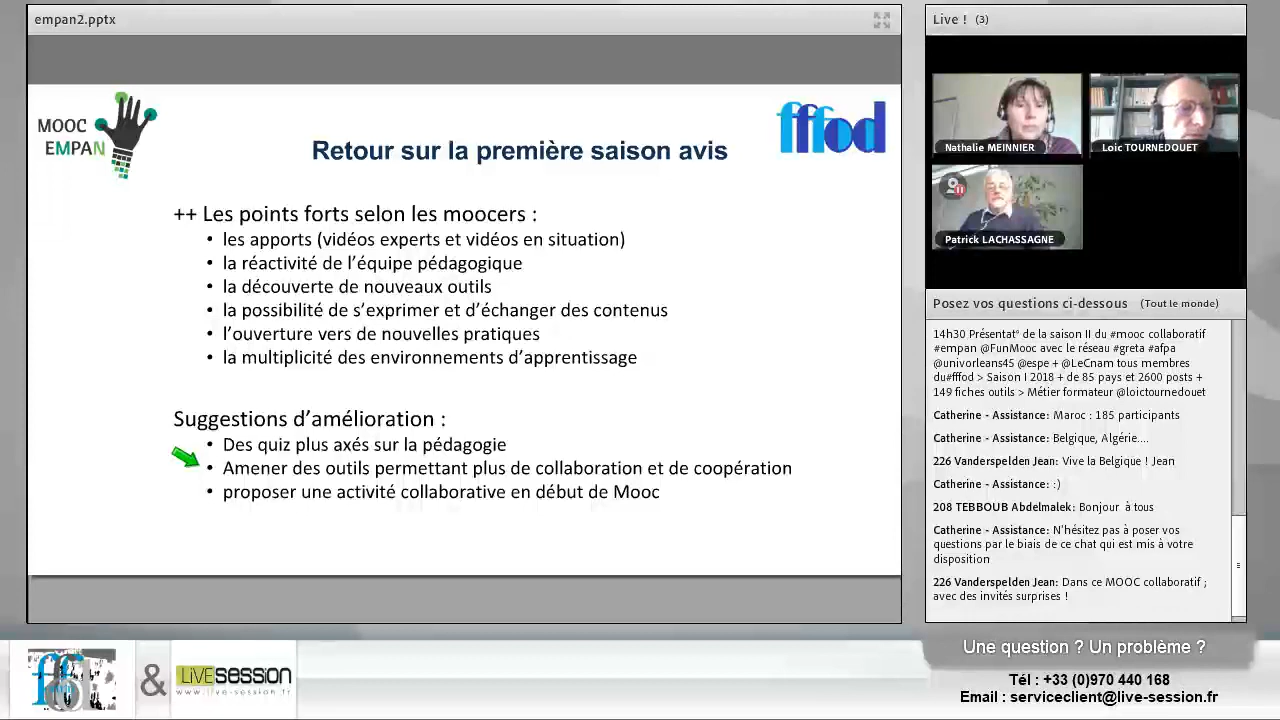 empan2.pptx
MOOC
EMPAN
fffod
Retour sur la première saison avis
++ Les points forts selon les moocers :
• les apports (vidéos experts et vidéos en situation)
• la réactivité de l’équipe pédagogique
• la découverte de nouveaux outils
• la possibilité de s’exprimer et d’échanger des contenus
• l’ouverture vers de nouvelles pratiques
• la multiplicité des environnements d’apprentissage
Suggestions d’amélioration :
• Des quiz plus axés sur la pédagogie
• Amener des outils permettant plus de collaboration et de coopération
• proposer une activité collaborative en début de Mooc
Live ! (3)
Nathalie MEINNIER
Loic TOURNEDOUET
Patrick LACHASSAGNE
Posez vos questions ci-dessous (Tout le monde)
14h30 Présentat° de la saison II du #mooc collaboratif
#empan @FunMooc avec le réseau #greta #afpa
@univorleans45 @espe + @LeCnam tous membres
du#fffod > Saison I 2018 + de 85 pays et 2600 posts +
149 fiches outils > Métier formateur @loictournedouet
Catherine - Assistance: Maroc : 185 participants
Catherine - Assistance: Belgique, Algérie....
226 Vanderspelden Jean: Vive la Belgique ! Jean
Catherine - Assistance: :)
208 TEBBOUB Abdelmalek: Bonjour à tous
Catherine - Assistance: N'hésitez pas à poser vos
questions par le biais de ce chat qui est mis à votre
disposition
226 Vanderspelden Jean: Dans ce MOOC collaboratif ;
avec des invités surprises !
& LIVESESSION
www.live-session.fr
Une question ? Un problème ?
Tél : +33 (0)970 440 168
Email : serviceclient@live-session.fr